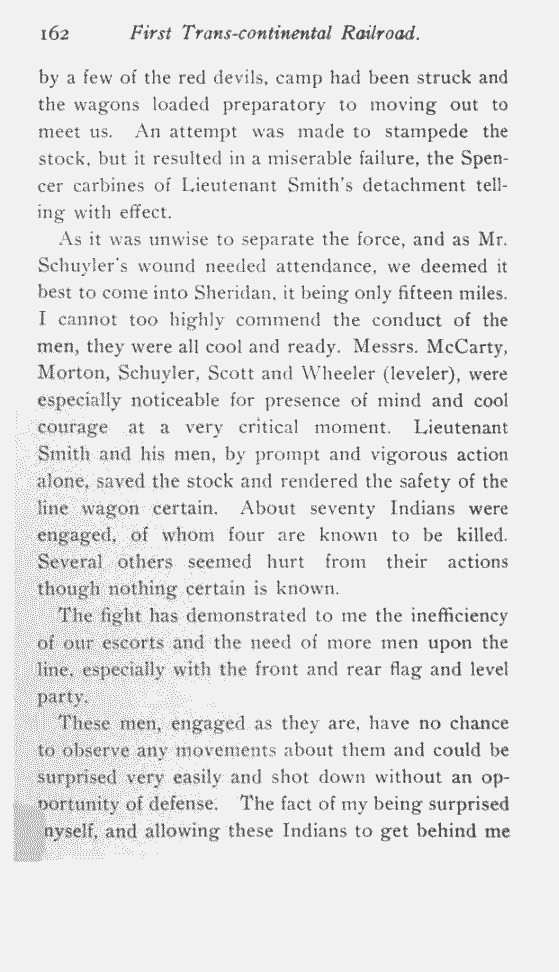 162 First Trans-continental Railroad.
by a few of the red devils, camp had been struck and
the wagons loaded preparatory to moving out to
meet us. An attempt was made to stampede the
stock, but it resulted in a miserable failure, the Spen-
cer carbines of Lieutenant Smith's detachment tell-
ing with effect.
As it was unwise to separate the force, and as Mr.
Schuyler's wound needed attendance, we deemed it
best to come into Sheridan, it being only fifteen miles.
I cannot too highly commend the conduct of the
men, they were all cool and ready. Messrs. McCarty,
Morton, Schuyler, Scott and Wheeler (leveler), were
especially noticeable for presence of mind and cool
courage at a very critical moment. Lieutenant
Smith and his men, by prompt and vigorous action
alone, saved the stock and rendered the safety of the
line wagon certain. About seventy Indians were
engaged, of whom four are known to be killed.
Several others seemed hurt from their actions
though nothing certain is known.
The fight has demonstrated to me the inefficiency
of our escorts and the need of more men upon the
line, especially with the front and rear flag and level
party.
These men, engaged as they are, have no chance
to observe any movements about them and could be
surprised very easily and shot down without an op-
portunity of defense. The fact of my being surprised
myself, and allowing these Indians to get behind me